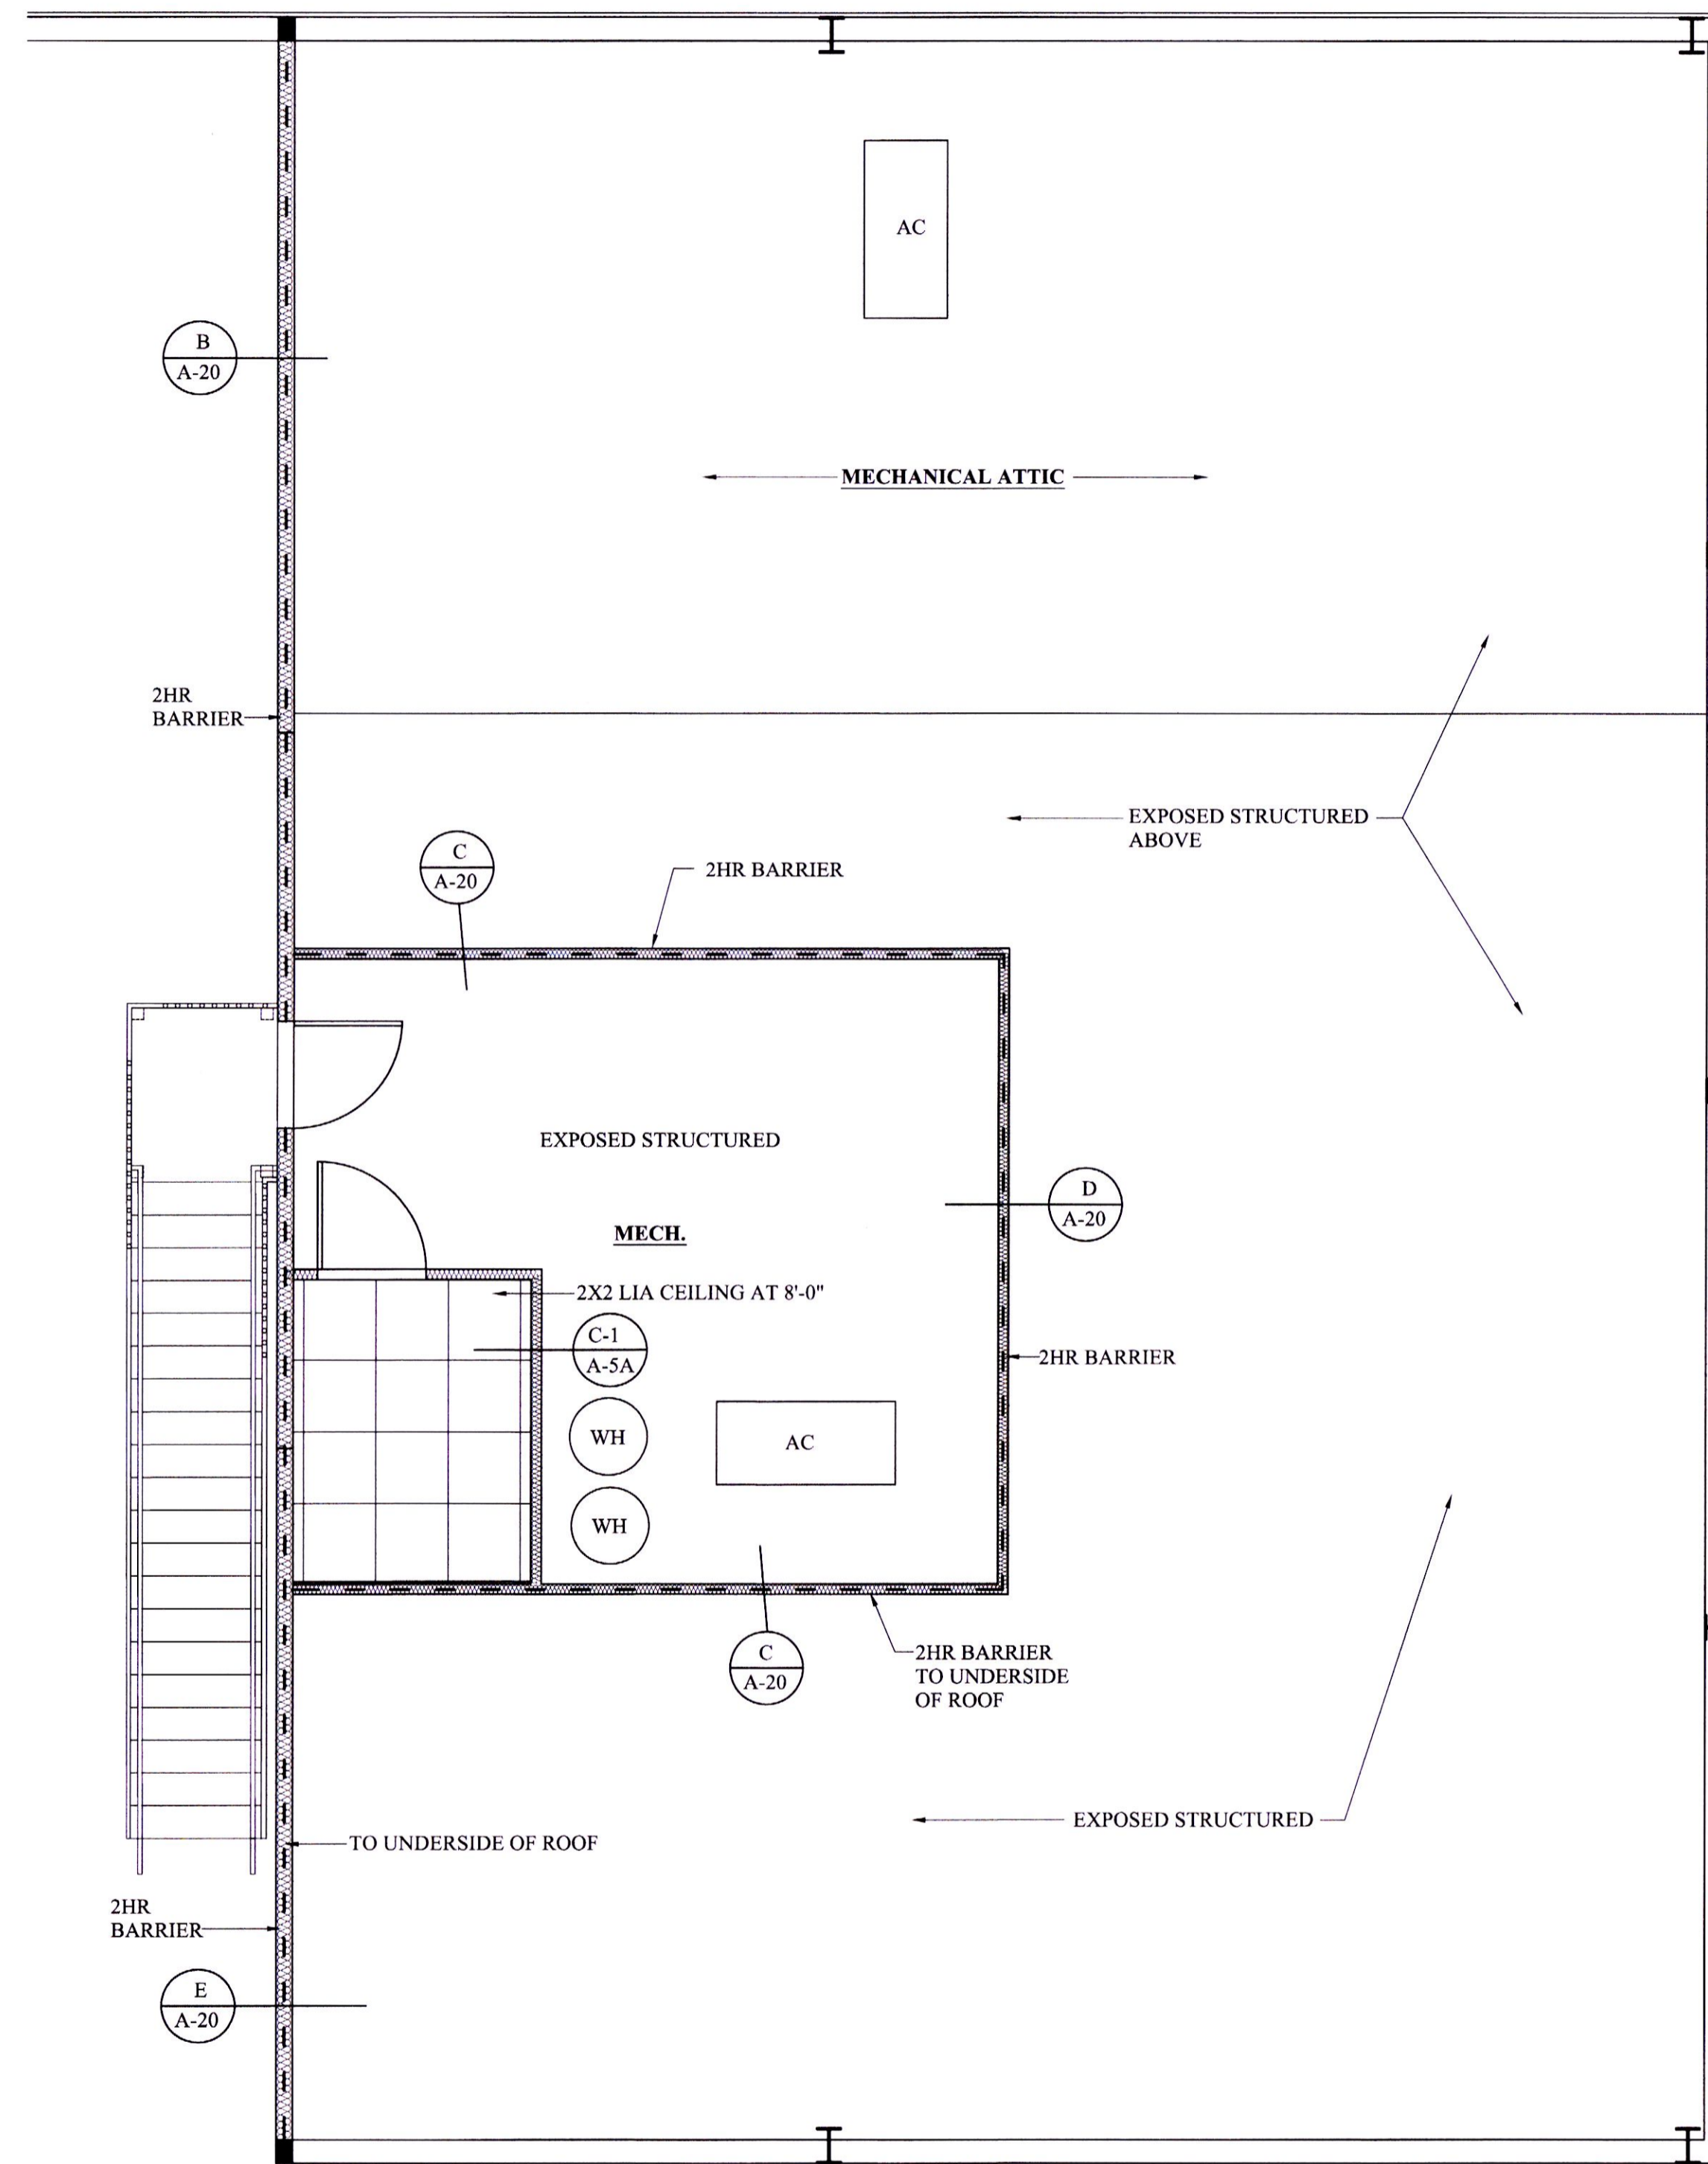 AC
B
A-20
MECHANICAL ATTIC
2HR
BARRIER
EXPOSED STRUCTURED
ABOVE
C
A-20
2HR BARRIER
EXPOSED STRUCTURED
D
A-20
MECH.
2X2 LIA CEILING AT 8'-0"
C-1
A-5A
2HR BARRIER
WH
AC
WH
C
A-20
2HR BARRIER
TO UNDERSIDE
OF ROOF
EXPOSED STRUCTURED
TO UNDERSIDE OF ROOF
2HR
BARRIER
E
A-20